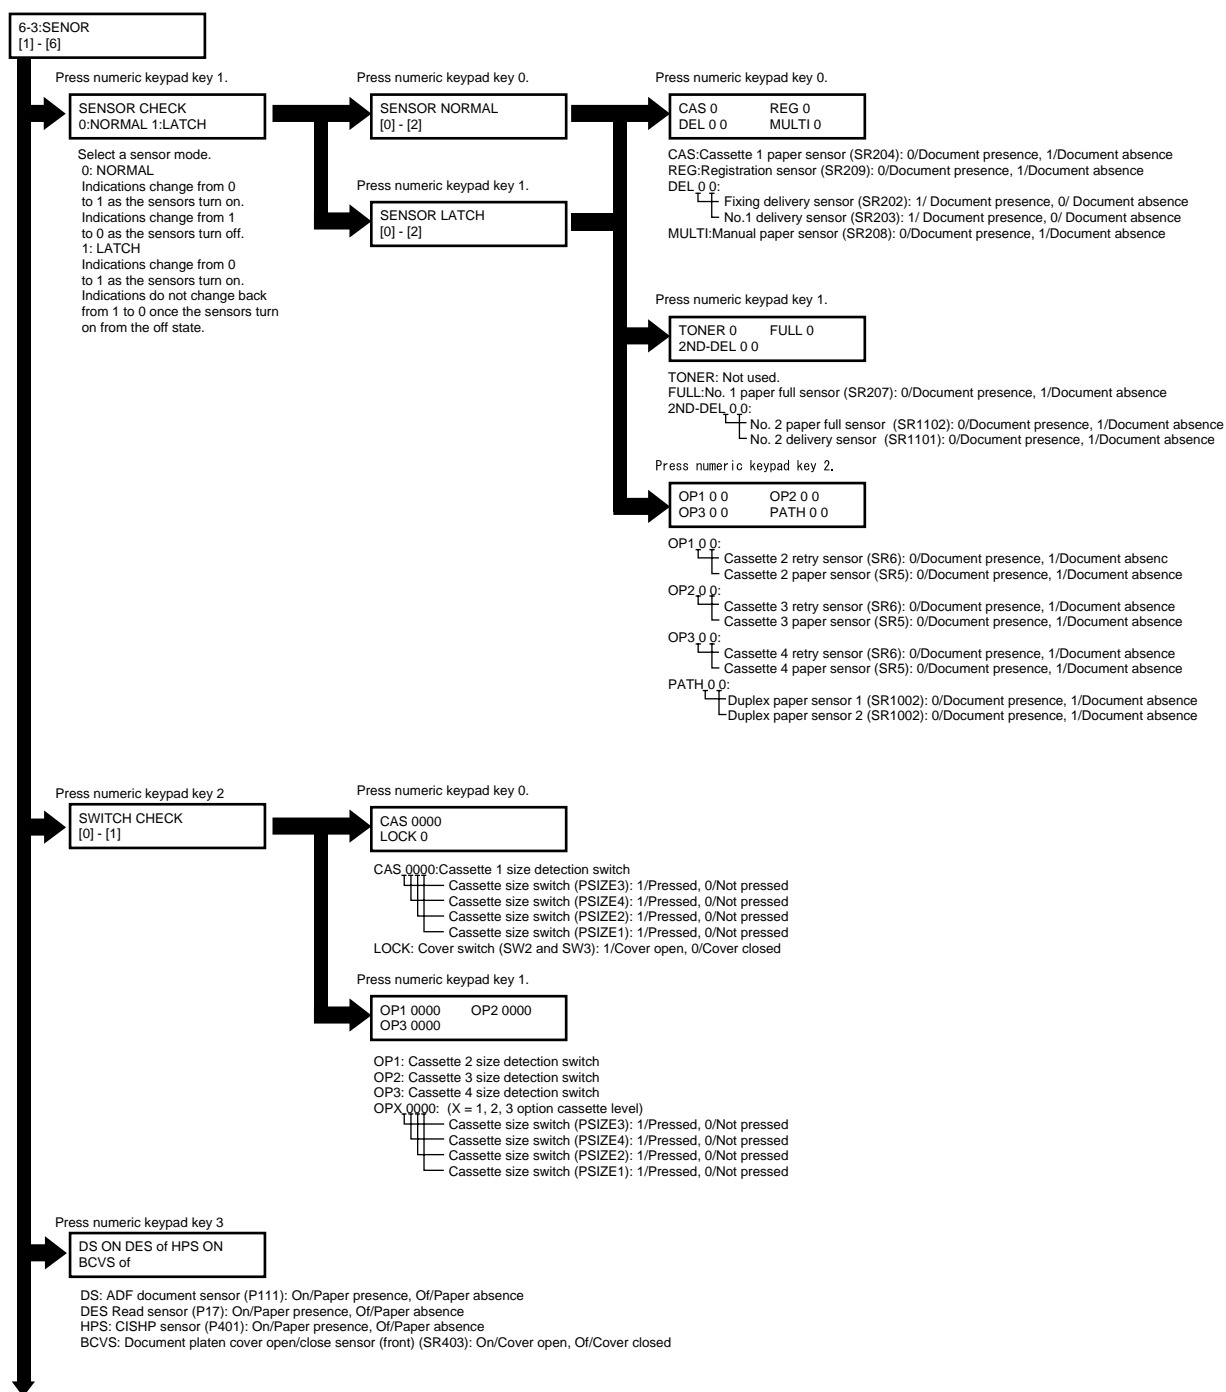 6-3:SENOR
[1] - [6]
Press numeric keypad key 1.
SENSOR CHECK
0:NORMAL 1:LATCH
Select a sensor mode.
0: NORMAL
Indications change from 0
to 1 as the sensors turn on.
Indications change from 1
to 0 as the sensors turn off.
1: LATCH
Indications change from 0
to 1 as the sensors turn on.
Indications do not change back
from 1 to 0 once the sensors turn
on from the off state.
Press numeric keypad key 0.
SENSOR NORMAL
[0] - [2]
Press numeric keypad key 1.
SENSOR LATCH
[0] - [2]
Press numeric keypad key 0.
CAS 0 REG 0
DEL 0 0 MULTI 0
CAS:Cassette 1 paper sensor (SR204): 0/Document presence, 1/Document absence
REG:Registration sensor (SR209): 0/Document presence, 1/Document absence
DEL 0 0:
Fixing delivery sensor (SR202): 1/ Document presence, 0/ Document absence
No.1 delivery sensor (SR203): 1/ Document presence, 0/ Document absence
MULTI:Manual paper sensor (SR208): 0/Document presence, 1/Document absence
Press numeric keypad key 1.
TONER 0 FULL 0
2ND-DEL 0 0
TONER: Not used.
FULL:No. 1 paper full sensor (SR207): 0/Document presence, 1/Document absence
2ND-DEL 0 0:
No. 2 paper full sensor (SR1102): 0/Document presence, 1/Document absence
No. 2 delivery sensor (SR1101): 0/Document presence, 1/Document absence
Press numeric keypad key 2.
OP1 0 0 OP2 0 0
OP3 0 0 PATH 0 0
OP1 0 0:
Cassette 2 retry sensor (SR6): 0/Document presence, 1/Document absenc
Cassette 2 paper sensor (SR5): 0/Document presence, 1/Document absence
OP2 0 0:
Cassette 3 retry sensor (SR6): 0/Document presence, 1/Document absence
Cassette 3 paper sensor (SR5): 0/Document presence, 1/Document absence
OP3 0 0:
Cassette 4 retry sensor (SR6): 0/Document presence, 1/Document absence
Cassette 4 paper sensor (SR5): 0/Document presence, 1/Document absence
PATH 0 0:
Duplex paper sensor 1 (SR1002): 0/Document presence, 1/Document absence
Duplex paper sensor 2 (SR1002): 0/Document presence, 1/Document absence
Press numeric keypad key 2
SWITCH CHECK
[0] - [1]
Press numeric keypad key 0.
CAS 0000
LOCK 0
CAS 0000:Cassette 1 size detection switch
Cassette size switch (PSIZE3): 1/Pressed, 0/Not pressed
Cassette size switch (PSIZE4): 1/Pressed, 0/Not pressed
Cassette size switch (PSIZE2): 1/Pressed, 0/Not pressed
Cassette size switch (PSIZE1): 1/Pressed, 0/Not pressed
LOCK: Cover switch (SW2 and SW3): 1/Cover open, 0/Cover closed
Press numeric keypad key 1.
OP1 0000 OP2 0000
OP3 0000
OP1: Cassette 2 size detection switch
OP2: Cassette 3 size detection switch
OP3: Cassette 4 size detection switch
OPX 0000: (X = 1, 2, 3 option cassette level)
Cassette size switch (PSIZE3): 1/Pressed, 0/Not pressed
Cassette size switch (PSIZE4): 1/Pressed, 0/Not pressed
Cassette size switch (PSIZE2): 1/Pressed, 0/Not pressed
Cassette size switch (PSIZE1): 1/Pressed, 0/Not pressed
Press numeric keypad key 3
DS ON DES of HPS ON
BCVS of
DS: ADF document sensor (P111): On/Paper presence, Of/Paper absence
DES Read sensor (P17): On/Paper presence, Of/Paper absence
HPS: CISHP sensor (P401): On/Paper presence, Of/Paper absence
BCVS: Document platen cover open/close sensor (front) (SR403): On/Cover open, Of/Cover closed